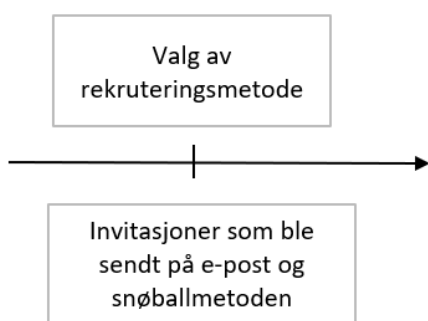 Valg av
rekruteringsmetode
Invitasjoner som ble
sendt på e-post og
snøballmetoden